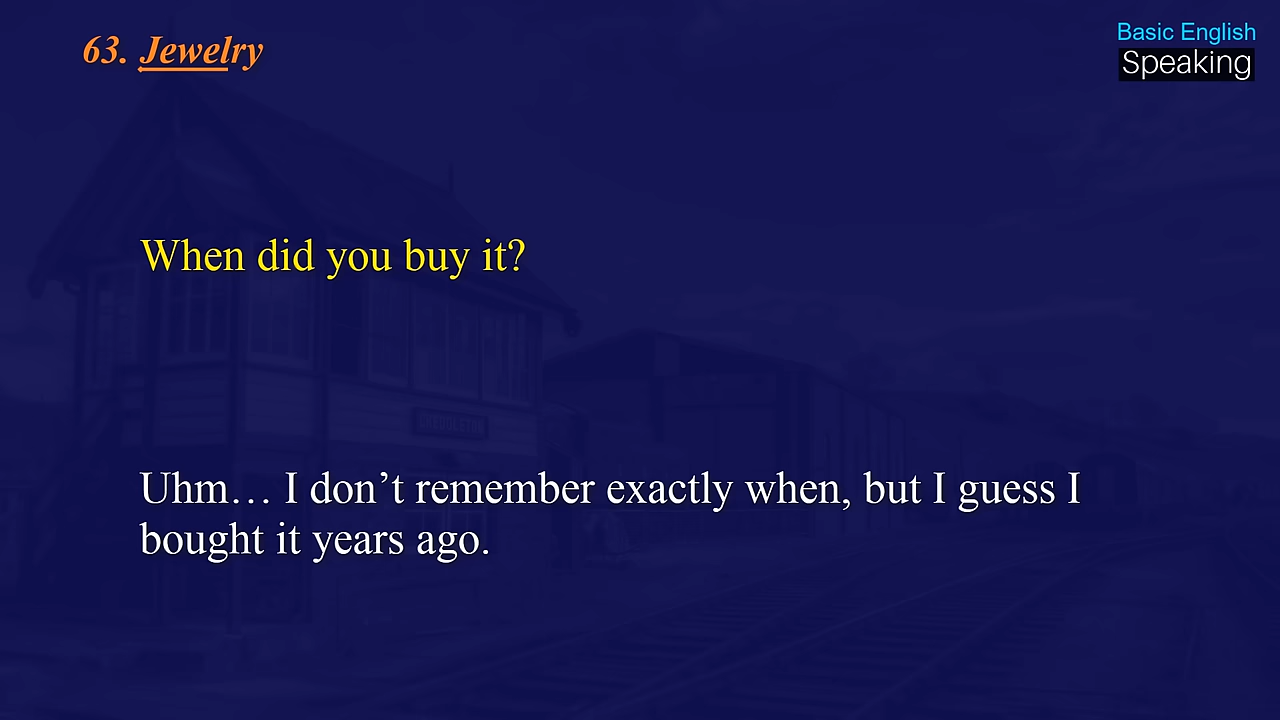 63. Jewelry
Basic English
Speaking
When did you buy it?
Uhm… I don’t remember exactly when, but I guess I
bought it years ago.